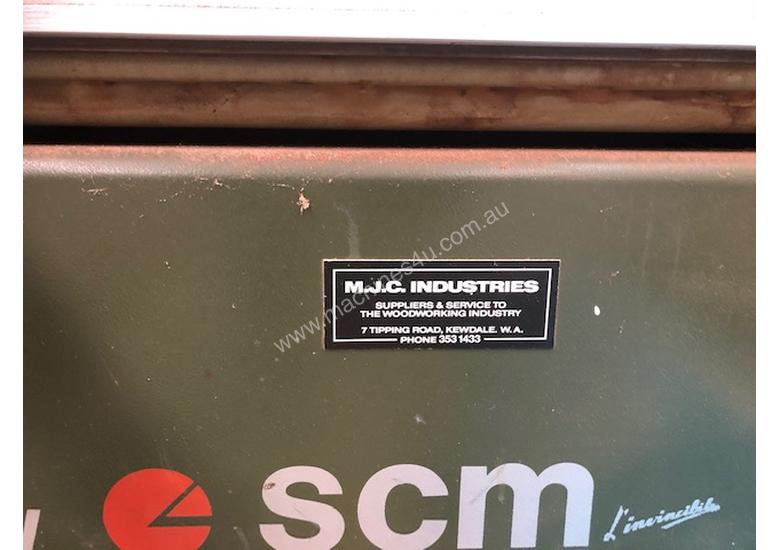 M.J.C. INDUSTRIES
SUPPLIERS & SERVICE TO
THE WOODWORKING INDUSTRY
7 TIPPING ROAD, KEWDALE. W. A.
PHONE 353 1433
www.machines4u.com.au
scm
L'invincibile